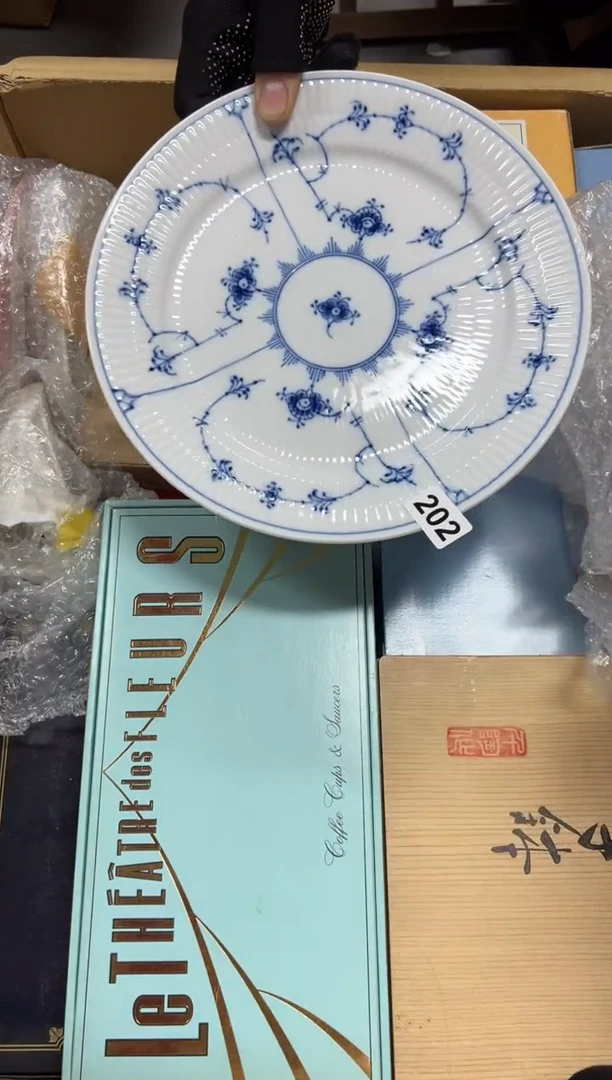 202
Le THÉÂTRE des FLEURS
Coffee Cups & Saucers